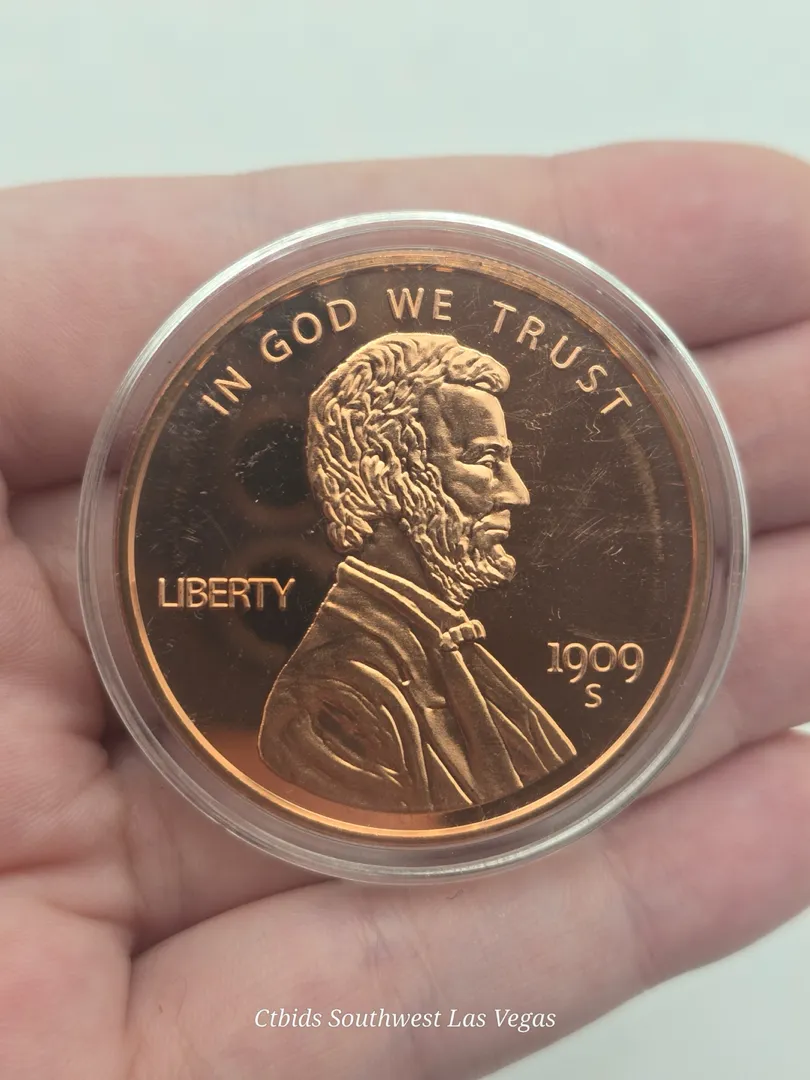 IN GOD WE TRUST
LIBERTY
1909
S
Ctbids Southwest Las Vegas